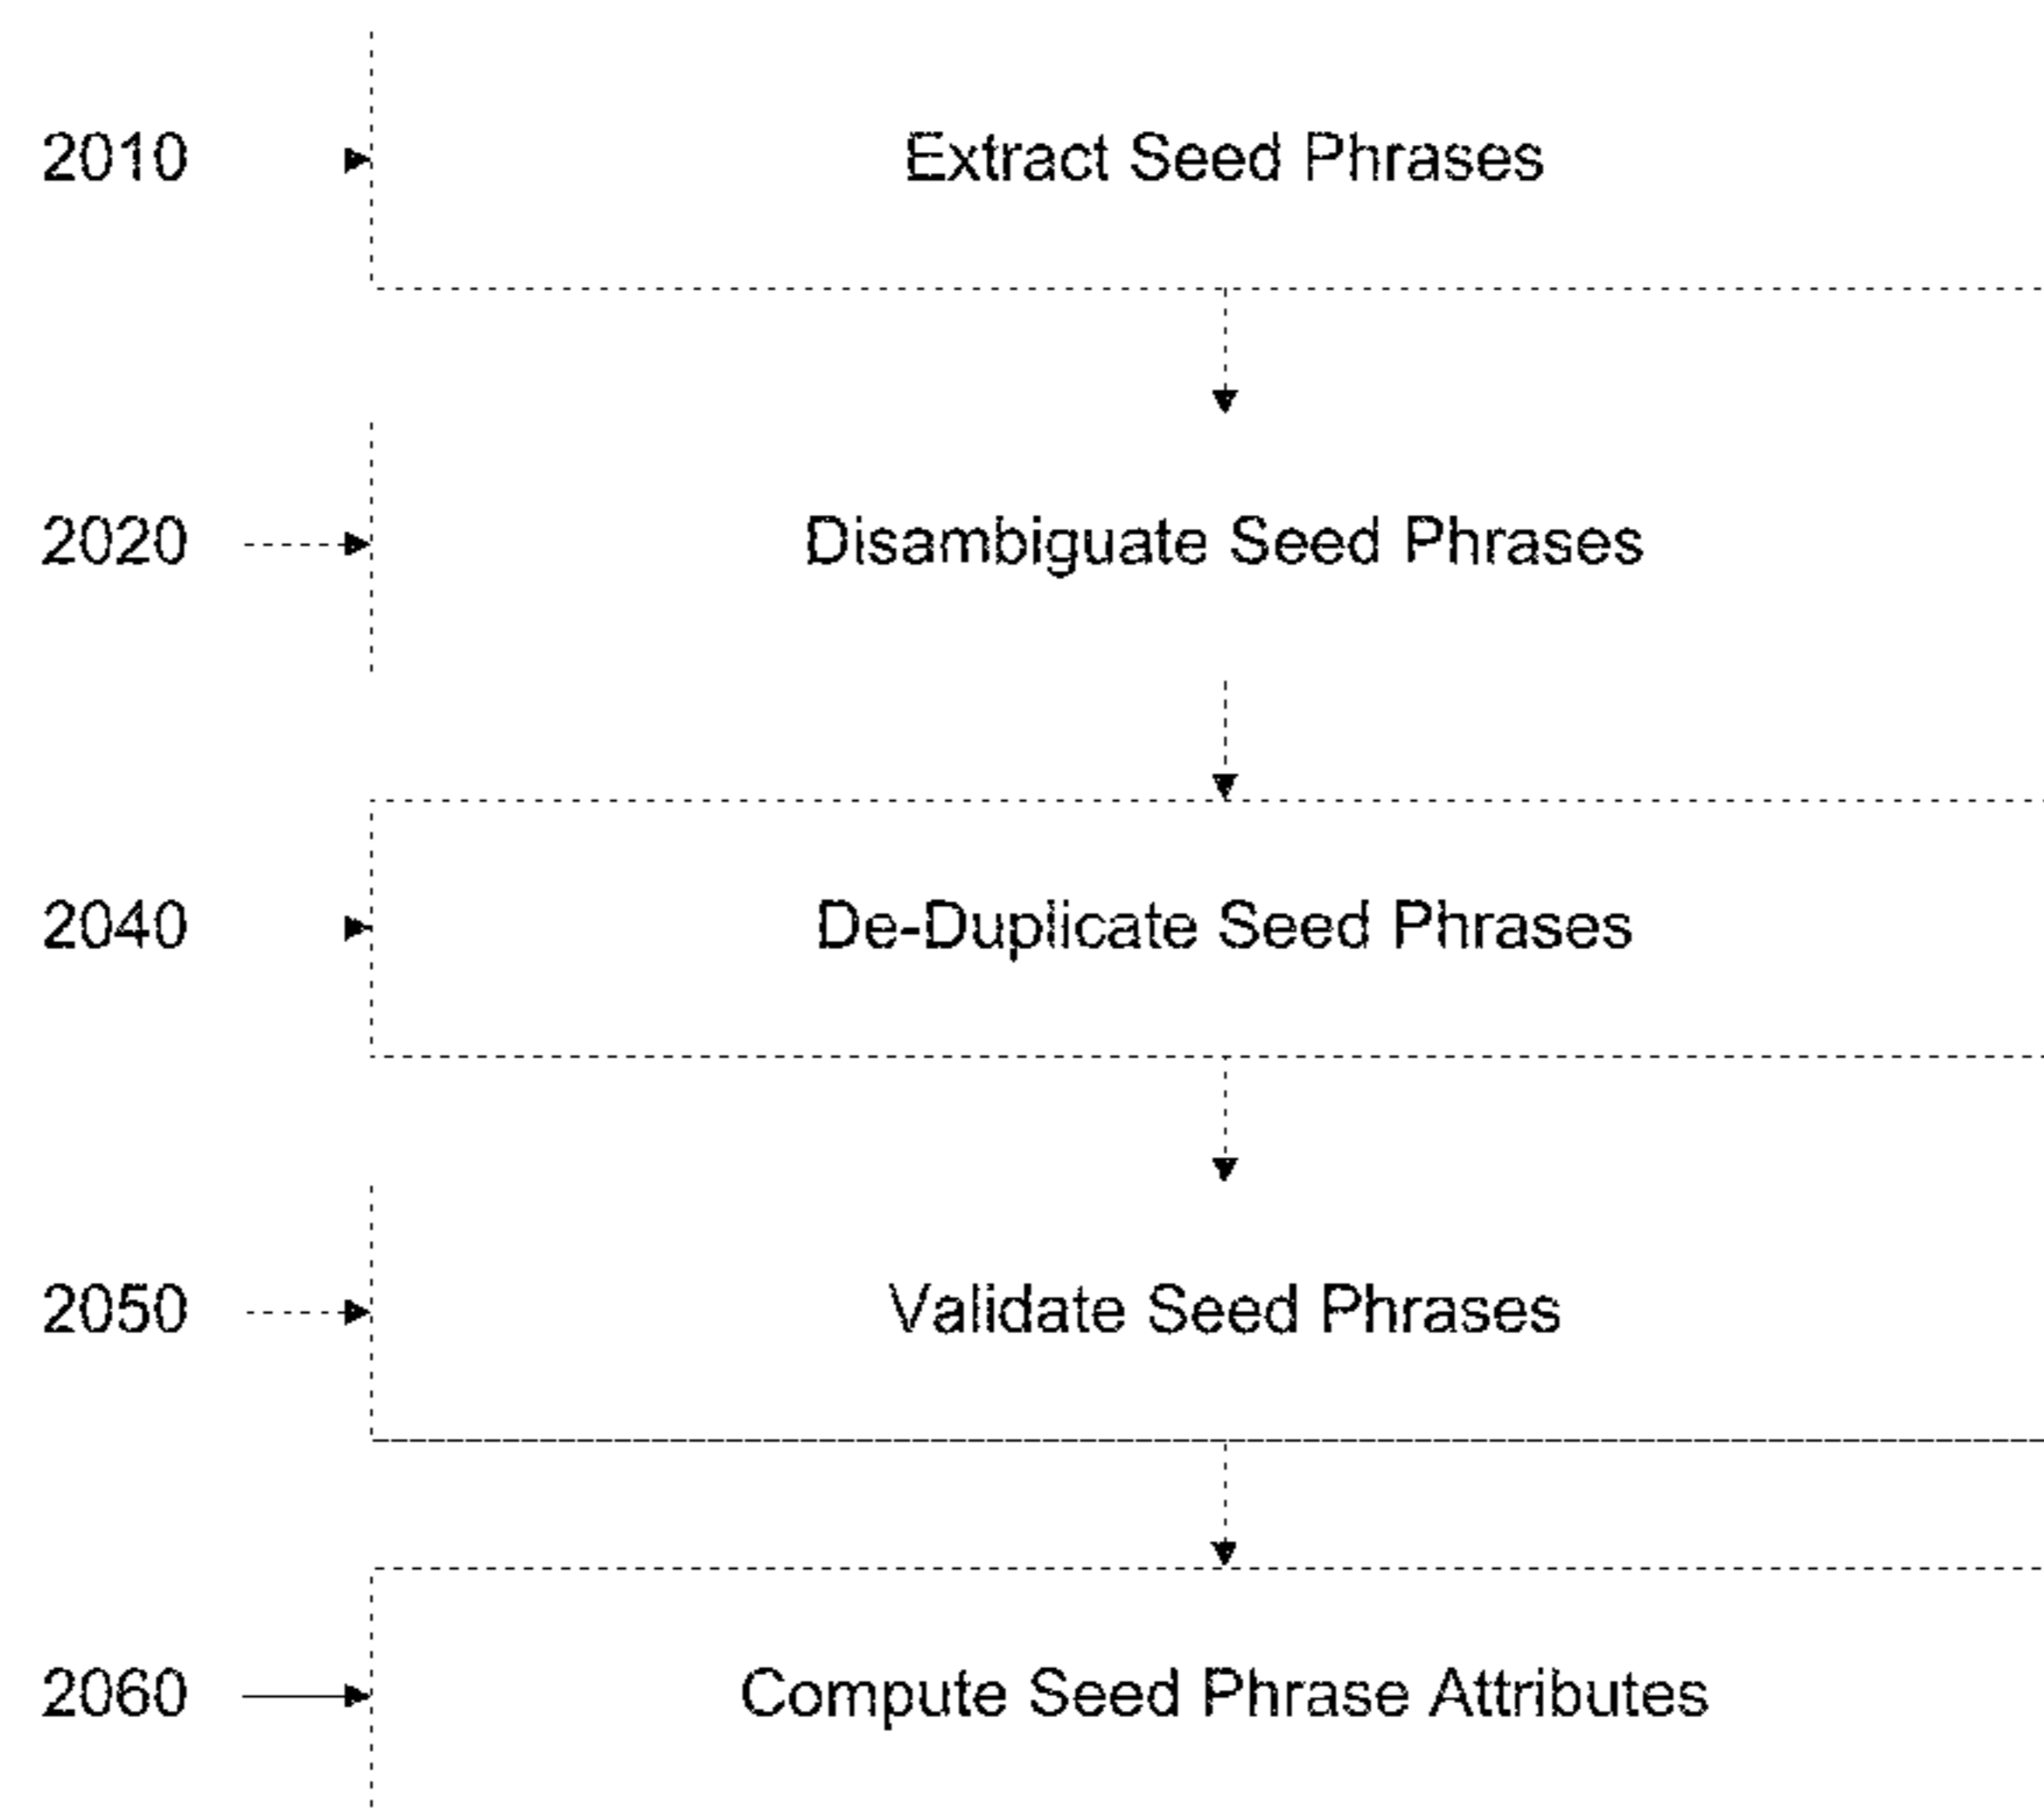 2010 Extract Seed Phrases
2020 Disambiguate Seed Phrases
2040 De-Duplicate Seed Phrases
2050 Validate Seed Phrases
2060 Compute Seed Phrase Attributes